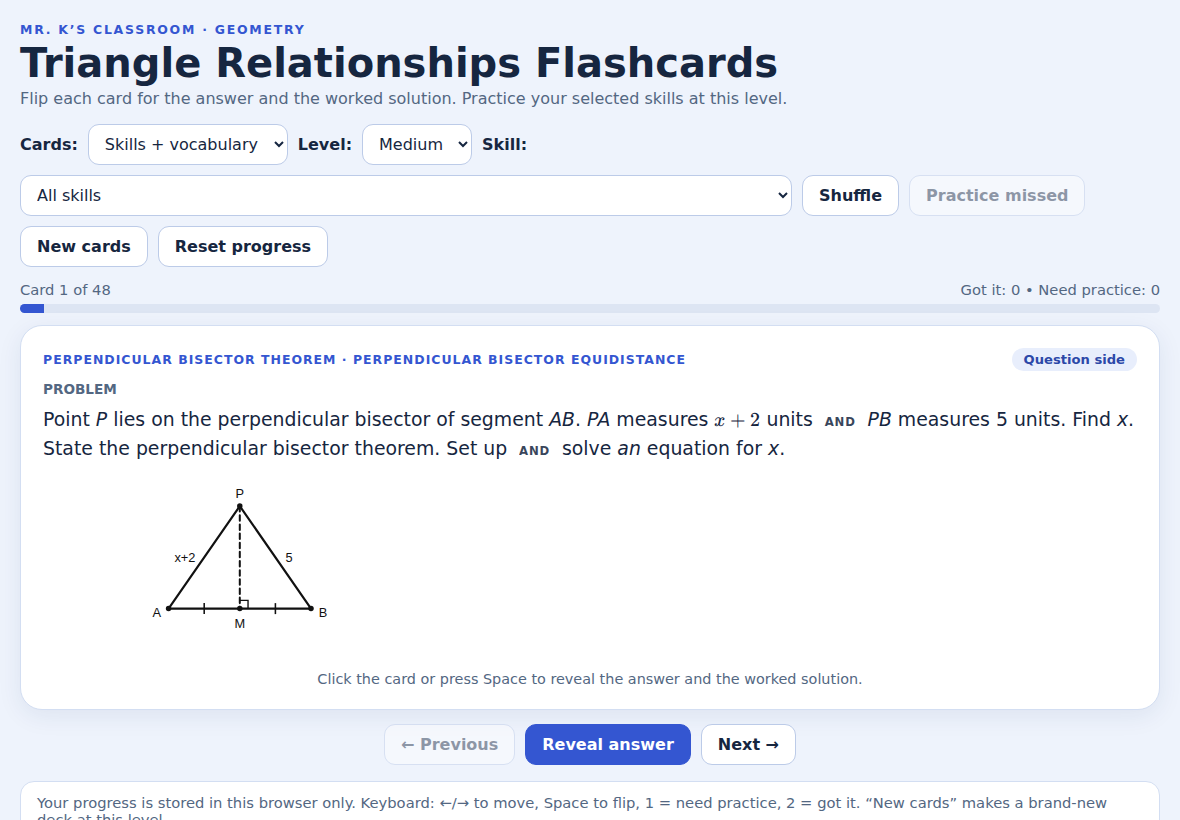 MR. K’S CLASSROOM · GEOMETRY
Triangle Relationships Flashcards
Flip each card for the answer and the worked solution. Practice your selected skills at this level.
Cards: Skills + vocabulary Level: Medium Skill:
All skills Shuffle Practice missed
New cards Reset progress
Card 1 of 48 Got it: 0 • Need practice: 0
PERPENDICULAR BISECTOR THEOREM · PERPENDICULAR BISECTOR EQUIDISTANCE Question side
PROBLEM
Point P lies on the perpendicular bisector of segment AB. PA measures x + 2 units AND PB measures 5 units. Find x.
State the perpendicular bisector theorem. Set up AND solve an equation for x.
P
x+2 5
A B
M
Click the card or press Space to reveal the answer and the worked solution.
← Previous Reveal answer Next →
Your progress is stored in this browser only. Keyboard: ←/→ to move, Space to flip, 1 = need practice, 2 = got it. “New cards” makes a brand-new
deck at this level.